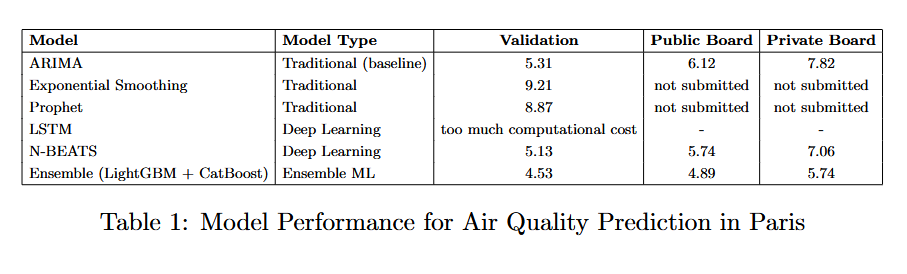 Model Model Type Validation Public Board Private Board
ARIMA Traditional (baseline) 5.31 6.12 7.82
Exponential Smoothing Traditional 9.21 not submitted not submitted
Prophet Traditional 8.87 not submitted not submitted
LSTM Deep Learning too much computational cost - -
N-BEATS Deep Learning 5.13 5.74 7.06
Ensemble (LightGBM + CatBoost) Ensemble ML 4.53 4.89 5.74
Table 1: Model Performance for Air Quality Prediction in Paris